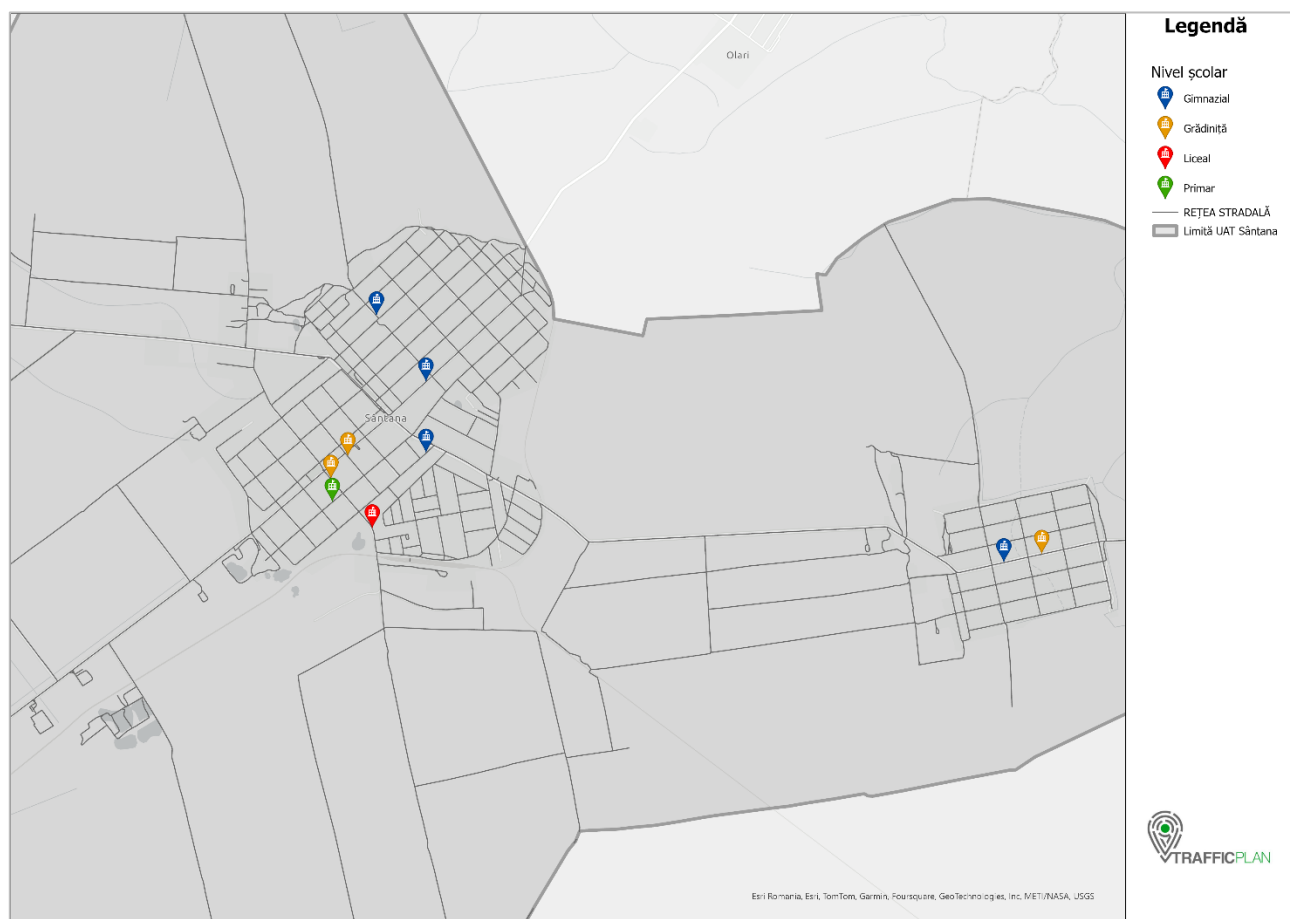 Olari
Sântana
Legendă
Nivel școlar
Gimnazial
Grădiniță
Liceal
Primar
REȚEA STRADALĂ
Limită UAT Sântana
TRAFFICPLAN
Esri Romania, Esri, TomTom, Garmin, Foursquare, GeoTechnologies, Inc, METI/NASA, USGS